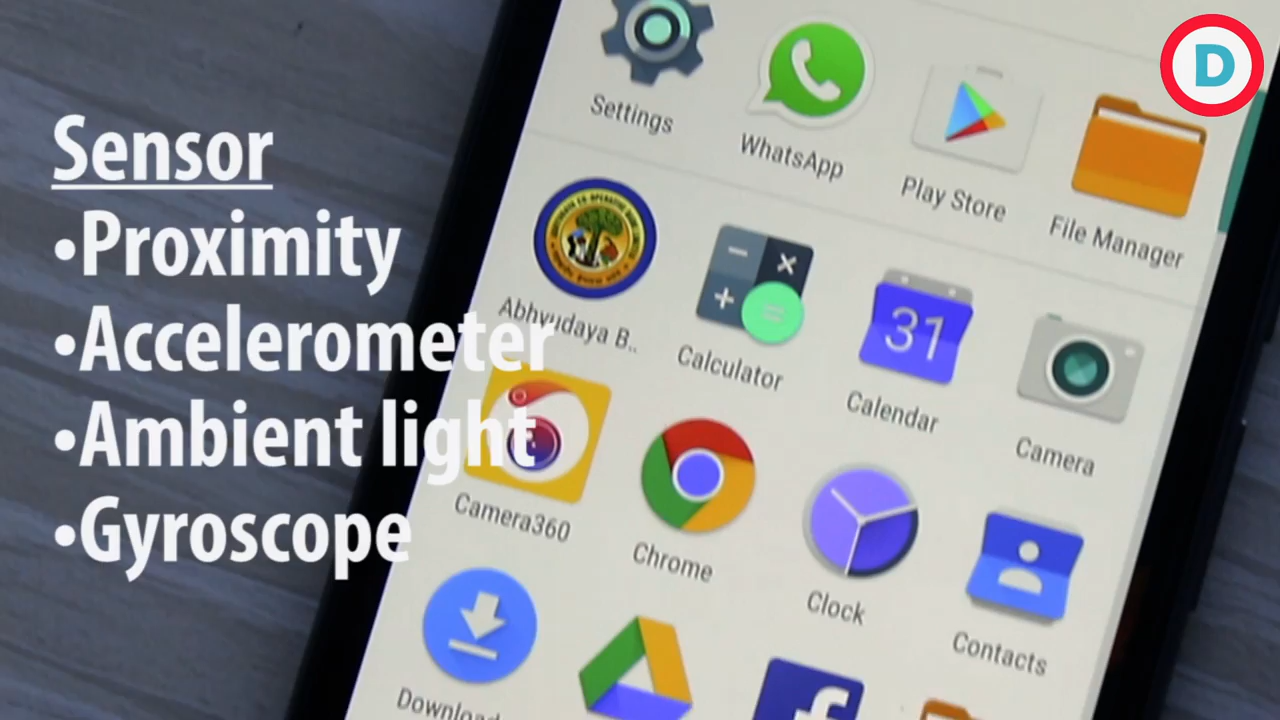 D
Sensor
•Proximity
•Accelerometer
•Ambient light
•Gyroscope
Settings
WhatsApp
Play Store
File Manager
Abhyudaya B..
Calculator
31
Calendar
Camera
Camera360
Chrome
Clock
Contacts
f